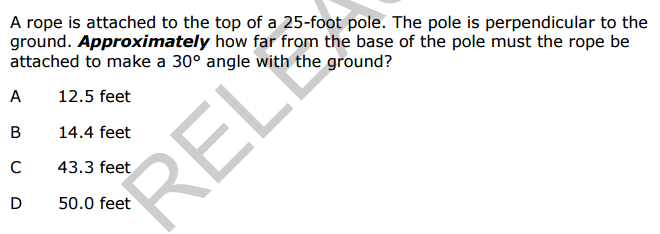 A rope is attached to the top of a 25-foot pole. The pole is perpendicular to the
ground. Approximately how far from the base of the pole must the rope be
attached to make a 30° angle with the ground?
A 12.5 feet
B 14.4 feet
C 43.3 feet
D 50.0 feet